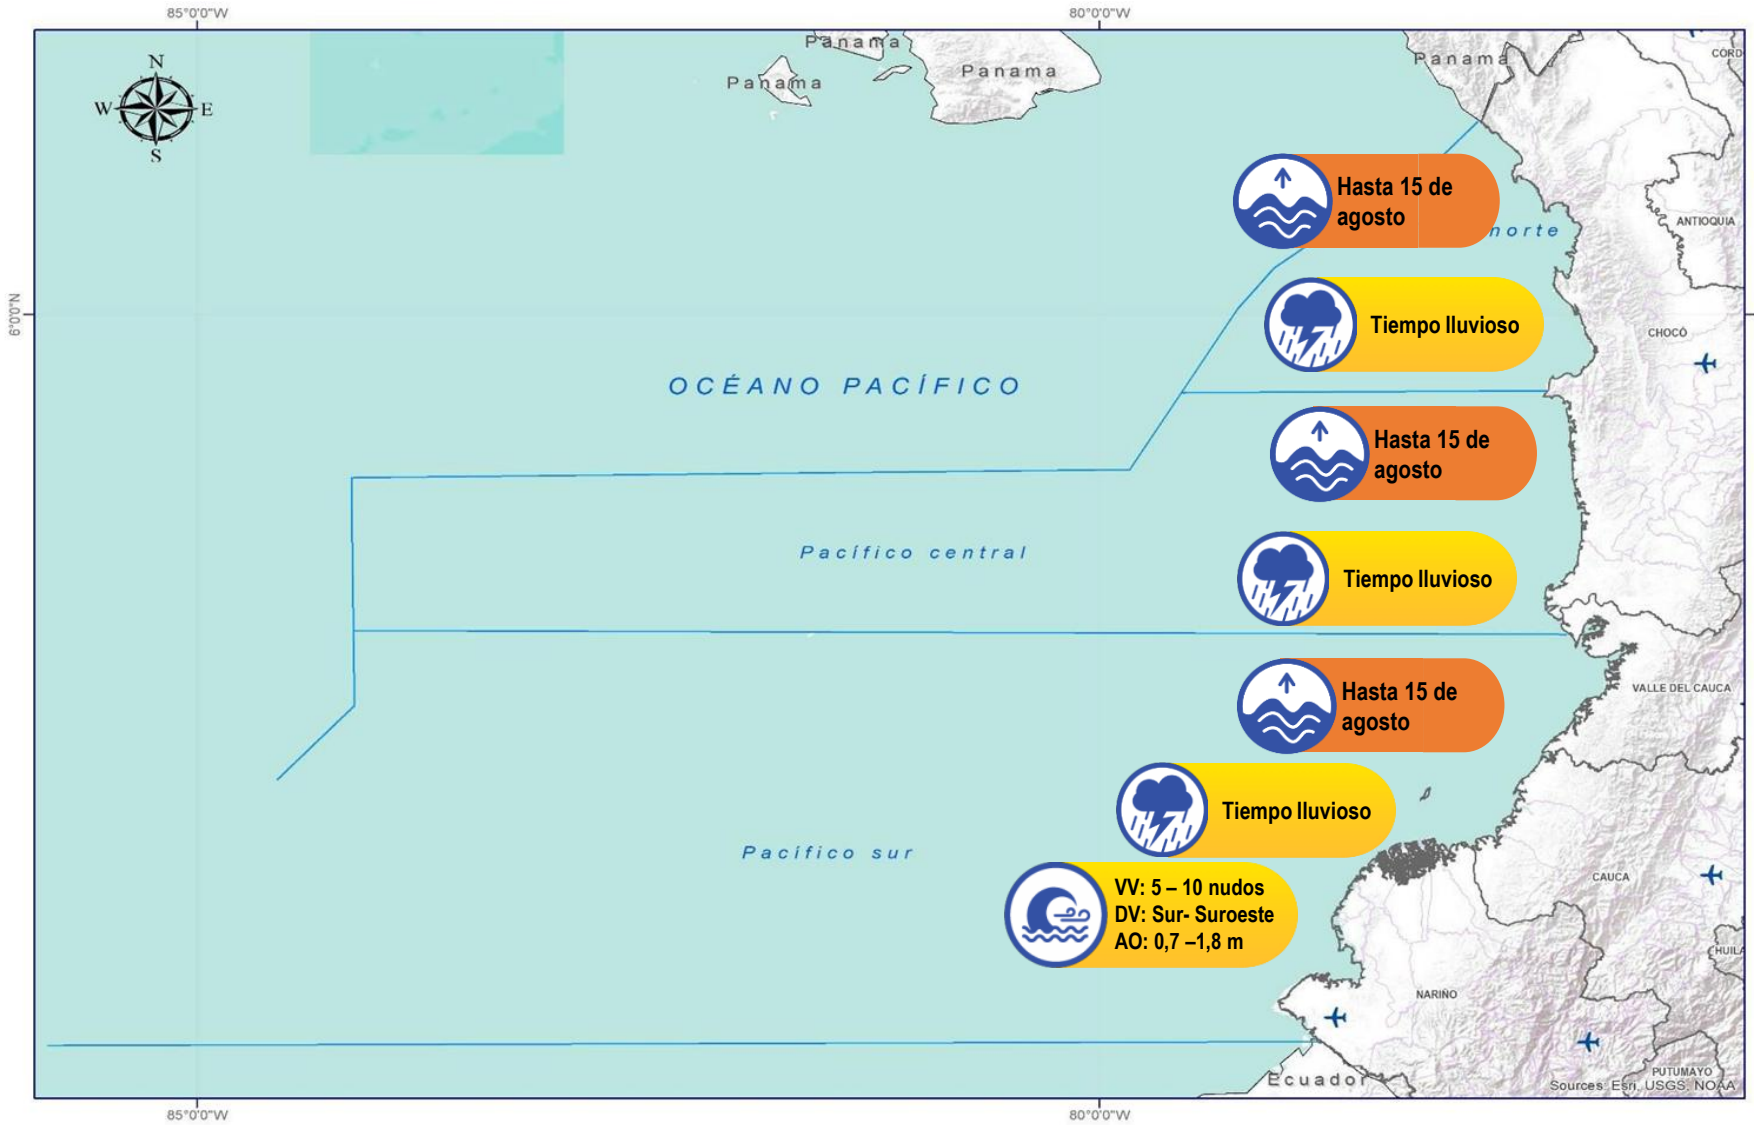 85°0'0"W
80°0'0"W
N
W
E
S
Panama
Panama
Panama
Panama
CORD
ANTIOQUIA
Hasta 15 de
agosto
norte
6°0'0"N
Tiempo lluvioso
CHOCÓ
OCÉANO PACÍFICO
Hasta 15 de
agosto
Pacífico central
Tiempo lluvioso
Hasta 15 de
agosto
VALLE DEL CAUCA
Tiempo lluvioso
Pacífico sur
VV: 5 – 10 nudos
DV: Sur- Suroeste
AO: 0,7 –1,8 m
CAUCA
HUILA
NARIÑO
Ecuador
PUTUMAYO
Sources: Esri, USGS, NOAA
85°0'0"W
80°0'0"W